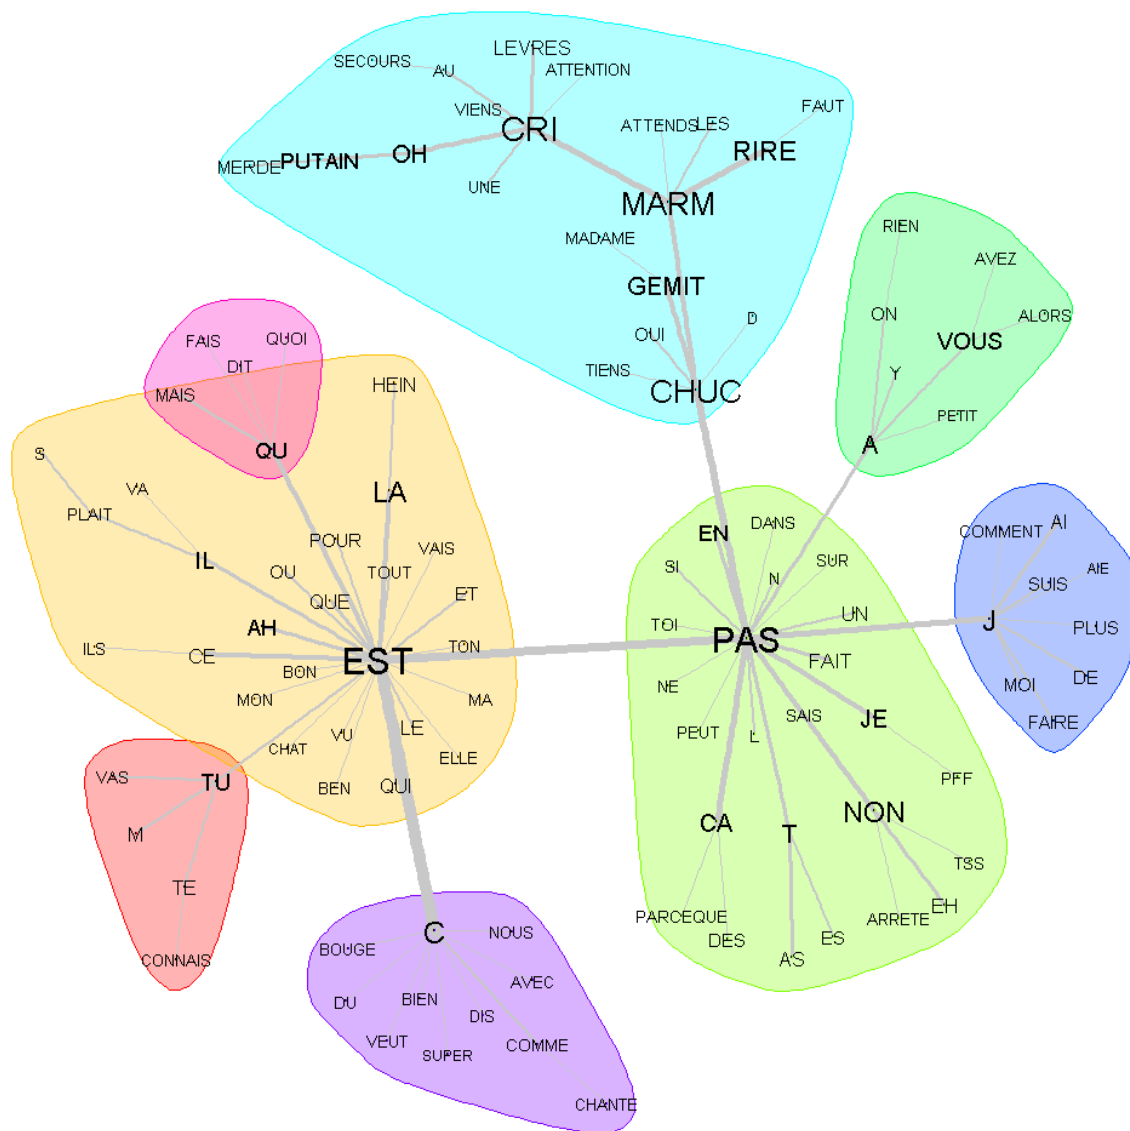 LEVRES
SECOURS
AU
ATTENTION
VIENS
CRI
FAUT
ATTENDS
LES
RIRE
MERDE
PUTAIN
OH
UNE
MARM
MADAME
GEMIT
OUI
D
TIENS
CHUC
RIEN
AVEZ
ON
ALORS
VOUS
Y
PETIT
A
FAIS
QUOI
DIT
MAIS
QU
HEIN
S
VA
LA
PLAIT
IL
POUR
VAIS
OU
TOUT
QUE
ET
AH
ILS
CE
EST
TON
BON
MON
MA
VU
LE
CHAT
ELLE
BEN
QUI
EN
DANS
SI
N
SUR
TOI
UN
PAS
FAIT
NE
SAIS
JE
PEUT
L
PFF
CA
T
NON
TSS
PARCEQUE
DES
AS
ES
ARRETE
EH
COMMENT
AI
AIE
SUIS
J
PLUS
MOI
DE
FAIRE
VAS
TU
M
TE
CONNAIS
C
NOUS
BOUGE
AVEC
DU
BIEN
DIS
VEUT
SUPER
COMME
CHANTE